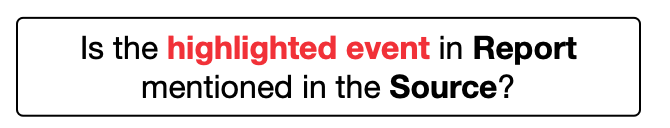 Is the highlighted event in Report
mentioned in the Source?